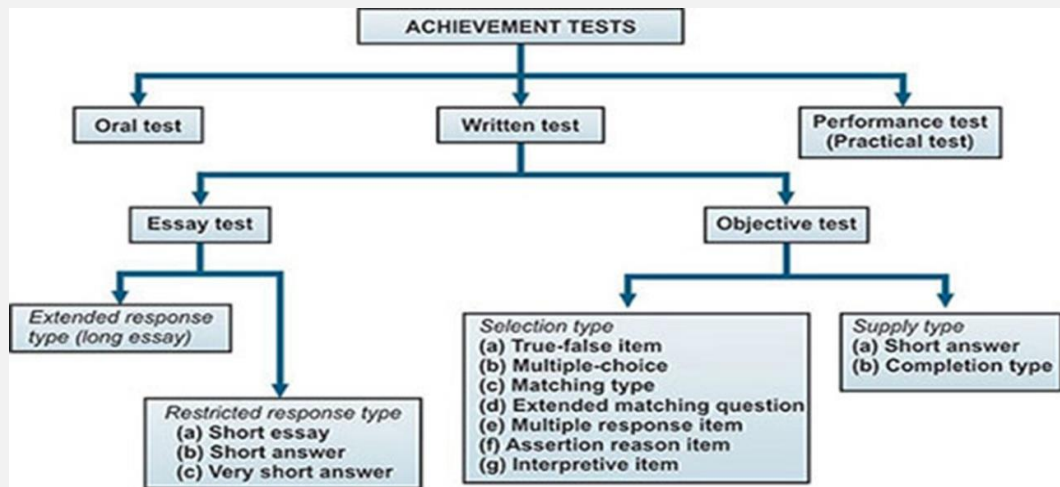 ACHIEVEMENT TESTS
Oral test
Written test
Performance test
(Practical test)
Essay test
Objective test
Extended response
type (long essay)
Restricted response type
(a) Short essay
(b) Short answer
(c) Very short answer
Selection type
(a) True-false item
(b) Multiple-choice
(c) Matching type
(d) Extended matching question
(e) Multiple response item
(f) Assertion reason item
(g) Interpretive item
Supply type
(a) Short answer
(b) Completion type